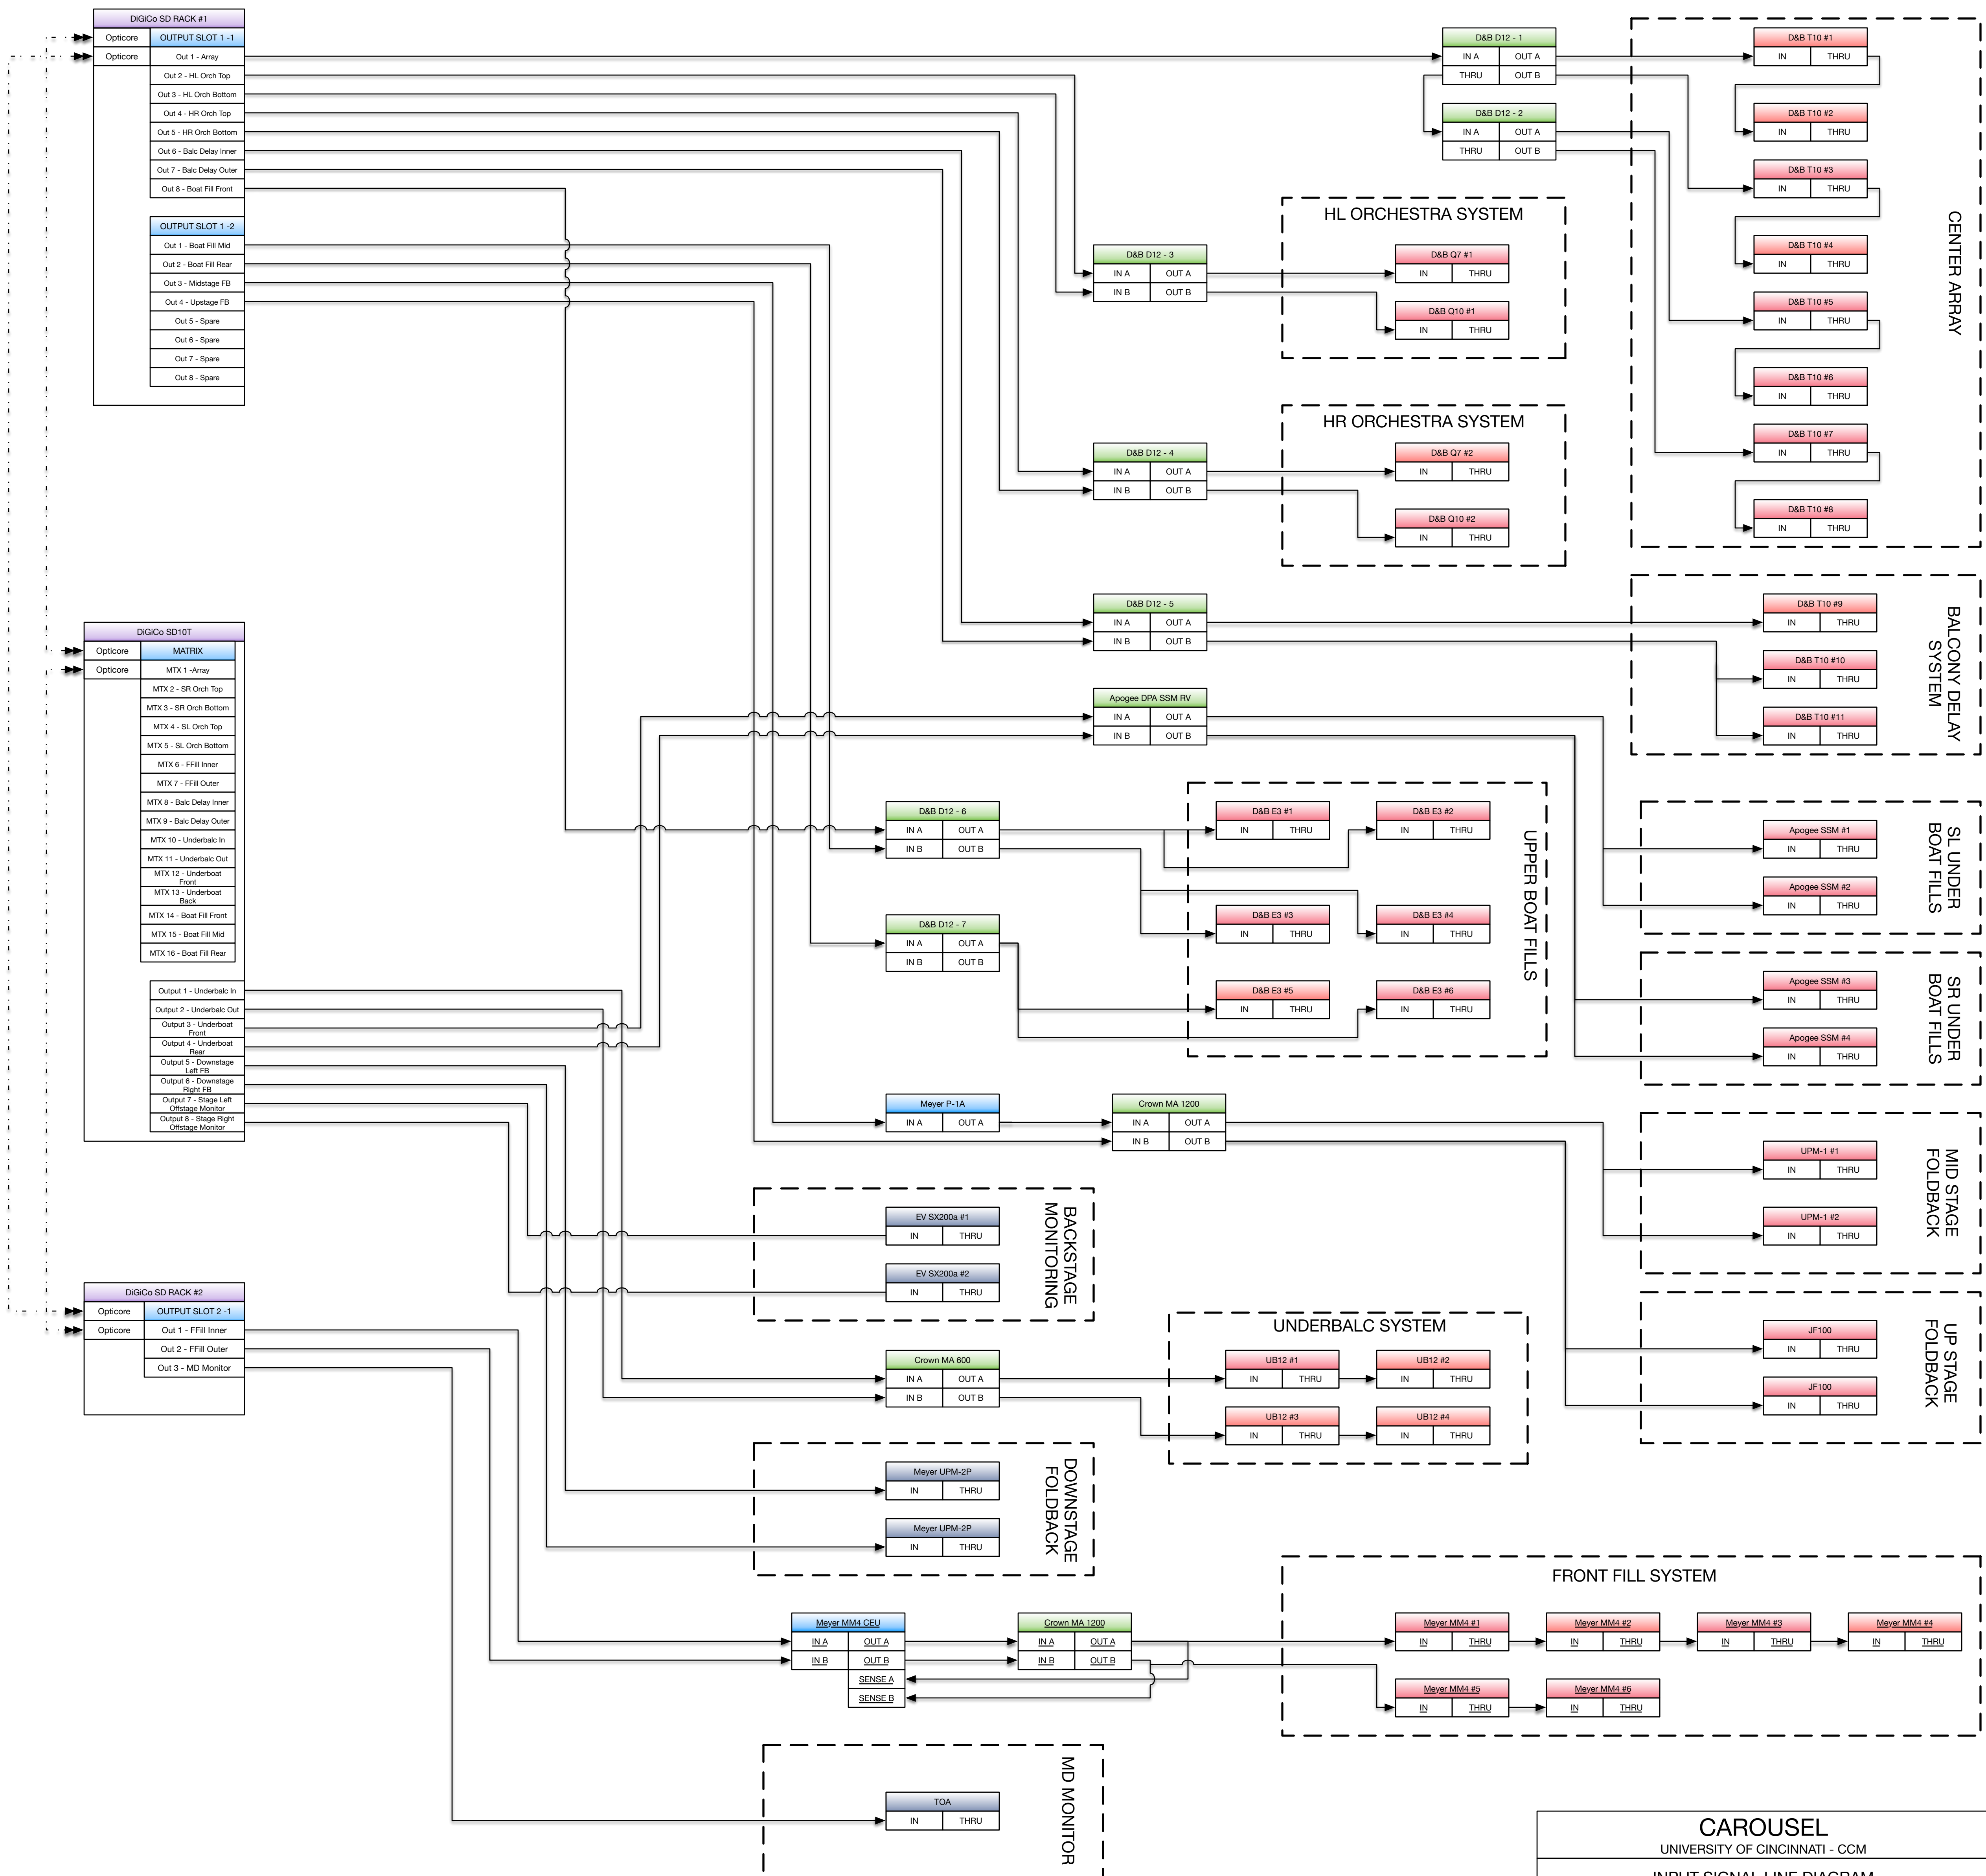 DiGiCo SD RACK #1
Opticore OUTPUT SLOT 1 -1
Opticore Out 1 - Array
Out 2 - HL Orch Top
Out 3 - HL Orch Bottom
Out 4 - HR Orch Top
Out 5 - HR Orch Bottom
Out 6 - Balc Delay Inner
Out 7 - Balc Delay Outer
Out 8 - Boat Fill Front
OUTPUT SLOT 1 -2
Out 1 - Boat Fill Mid
Out 2 - Boat Fill Rear
Out 3 - Midstage FB
Out 4 - Upstage FB
Out 5 - Spare
Out 6 - Spare
Out 7 - Spare
Out 8 - Spare
DiGiCo SD10T
Opticore MATRIX
Opticore MTX 1 -Array
MTX 2 - SR Orch Top
MTX 3 - SR Orch Bottom
MTX 4 - SL Orch Top
MTX 5 - SL Orch Bottom
MTX 6 - FFill Inner
MTX 7 - FFill Outer
MTX 8 - Balc Delay Inner
MTX 9 - Balc Delay Outer
MTX 10 - Underbalc In
MTX 11 - Underbalc Out
MTX 12 - Underboat
Front
MTX 13 - Underboat
Back
MTX 14 - Boat Fill Front
MTX 15 - Boat Fill Mid
MTX 16 - Boat Fill Rear
Output 1 - Underbalc In
Output 2 - Underbalc Out
Output 3 - Underboat
Front
Output 4 - Underboat
Rear
Output 5 - Downstage
Left FB
Output 6 - Downstage
Right FB
Output 7 - Stage Left
Offstage Monitor
Output 8 - Stage Right
Offstage Monitor
DiGiCo SD RACK #2
Opticore OUTPUT SLOT 2 -1
Opticore Out 1 - FFill Inner
Out 2 - FFill Outer
Out 3 - MD Monitor
D&B D12 - 1
IN A OUT A
THRU OUT B
D&B D12 - 2
IN A OUT A
THRU OUT B
CENTER ARRAY
D&B T10 #1
IN THRU
D&B T10 #2
IN THRU
D&B T10 #3
IN THRU
D&B T10 #4
IN THRU
D&B T10 #5
IN THRU
D&B T10 #6
IN THRU
D&B T10 #7
IN THRU
D&B T10 #8
IN THRU
D&B D12 - 3
IN A OUT A
IN B OUT B
HL ORCHESTRA SYSTEM
D&B Q7 #1
IN THRU
D&B Q10 #1
IN THRU
D&B D12 - 4
IN A OUT A
IN B OUT B
HR ORCHESTRA SYSTEM
D&B Q7 #2
IN THRU
D&B Q10 #2
IN THRU
D&B D12 - 5
IN A OUT A
IN B OUT B
BALCONY DELAY
SYSTEM
D&B T10 #9
IN THRU
D&B T10 #10
IN THRU
D&B T10 #11
IN THRU
Apogee DPA SSM RV
IN A OUT A
IN B OUT B
SL UNDER
BOAT FILLS
Apogee SSM #1
IN THRU
Apogee SSM #2
IN THRU
SR UNDER
BOAT FILLS
Apogee SSM #3
IN THRU
Apogee SSM #4
IN THRU
D&B D12 - 6
IN A OUT A
IN B OUT B
D&B D12 - 7
IN A OUT A
IN B OUT B
UPPER BOAT FILLS
D&B E3 #1
IN THRU
D&B E3 #2
IN THRU
D&B E3 #3
IN THRU
D&B E3 #4
IN THRU
D&B E3 #5
IN THRU
D&B E3 #6
IN THRU
Meyer P-1A
IN A OUT A
Crown MA 1200
IN A OUT A
IN B OUT B
MID STAGE
FOLDBACK
UPM-1 #1
IN THRU
UPM-1 #2
IN THRU
UP STAGE
FOLDBACK
JF100
IN THRU
JF100
IN THRU
BACKSTAGE
MONITORING
EV SX200a #1
IN THRU
EV SX200a #2
IN THRU
Crown MA 600
IN A OUT A
IN B OUT B
UNDERBALC SYSTEM
UB12 #1
IN THRU
UB12 #2
IN THRU
UB12 #3
IN THRU
UB12 #4
IN THRU
DOWNSTAGE
FOLDBACK
Meyer UPM-2P
IN THRU
Meyer UPM-2P
IN THRU
Meyer MM4 CEU
IN A OUT A
IN B OUT B
SENSE A
SENSE B
Crown MA 1200
IN A OUT A
IN B OUT B
FRONT FILL SYSTEM
Meyer MM4 #1
IN THRU
Meyer MM4 #2
IN THRU
Meyer MM4 #3
IN THRU
Meyer MM4 #4
IN THRU
Meyer MM4 #5
IN THRU
Meyer MM4 #6
IN THRU
MD MONITOR
TOA
IN THRU
CAROUSEL
UNIVERSITY OF CINCINNATI - CCM
INPUT SIGNAL LINE DIAGRAM